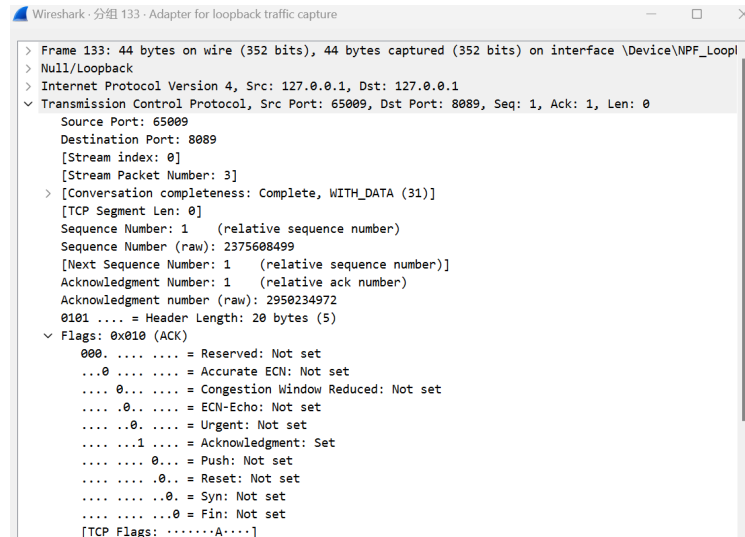 Wireshark · 分组 133 · Adapter for loopback traffic capture
> Frame 133: 44 bytes on wire (352 bits), 44 bytes captured (352 bits) on interface \Device\NPF_Loopl
> Null/Loopback
> Internet Protocol Version 4, Src: 127.0.0.1, Dst: 127.0.0.1
Transmission Control Protocol, Src Port: 65009, Dst Port: 8089, Seq: 1, Ack: 1, Len: 0
Source Port: 65009
Destination Port: 8089
[Stream index: 0]
[Stream Packet Number: 3]
> [Conversation completeness: Complete, WITH_DATA (31)]
[TCP Segment Len: 0]
Sequence Number: 1    (relative sequence number)
Sequence Number (raw): 2375608499
[Next Sequence Number: 1    (relative sequence number)]
Acknowledgment Number: 1    (relative ack number)
Acknowledgment number (raw): 2950234972
0101 .... = Header Length: 20 bytes (5)
Flags: 0x010 (ACK)
000. .... .... = Reserved: Not set
...0 .... .... = Accurate ECN: Not set
.... 0... .... = Congestion Window Reduced: Not set
.... .0.. .... = ECN-Echo: Not set
.... ..0. .... = Urgent: Not set
.... ...1 .... = Acknowledgment: Set
.... .... 0... = Push: Not set
.... .... .0.. = Reset: Not set
.... .... ..0. = Syn: Not set
.... .... ...0 = Fin: Not set
[TCP Flags: ·······A····]